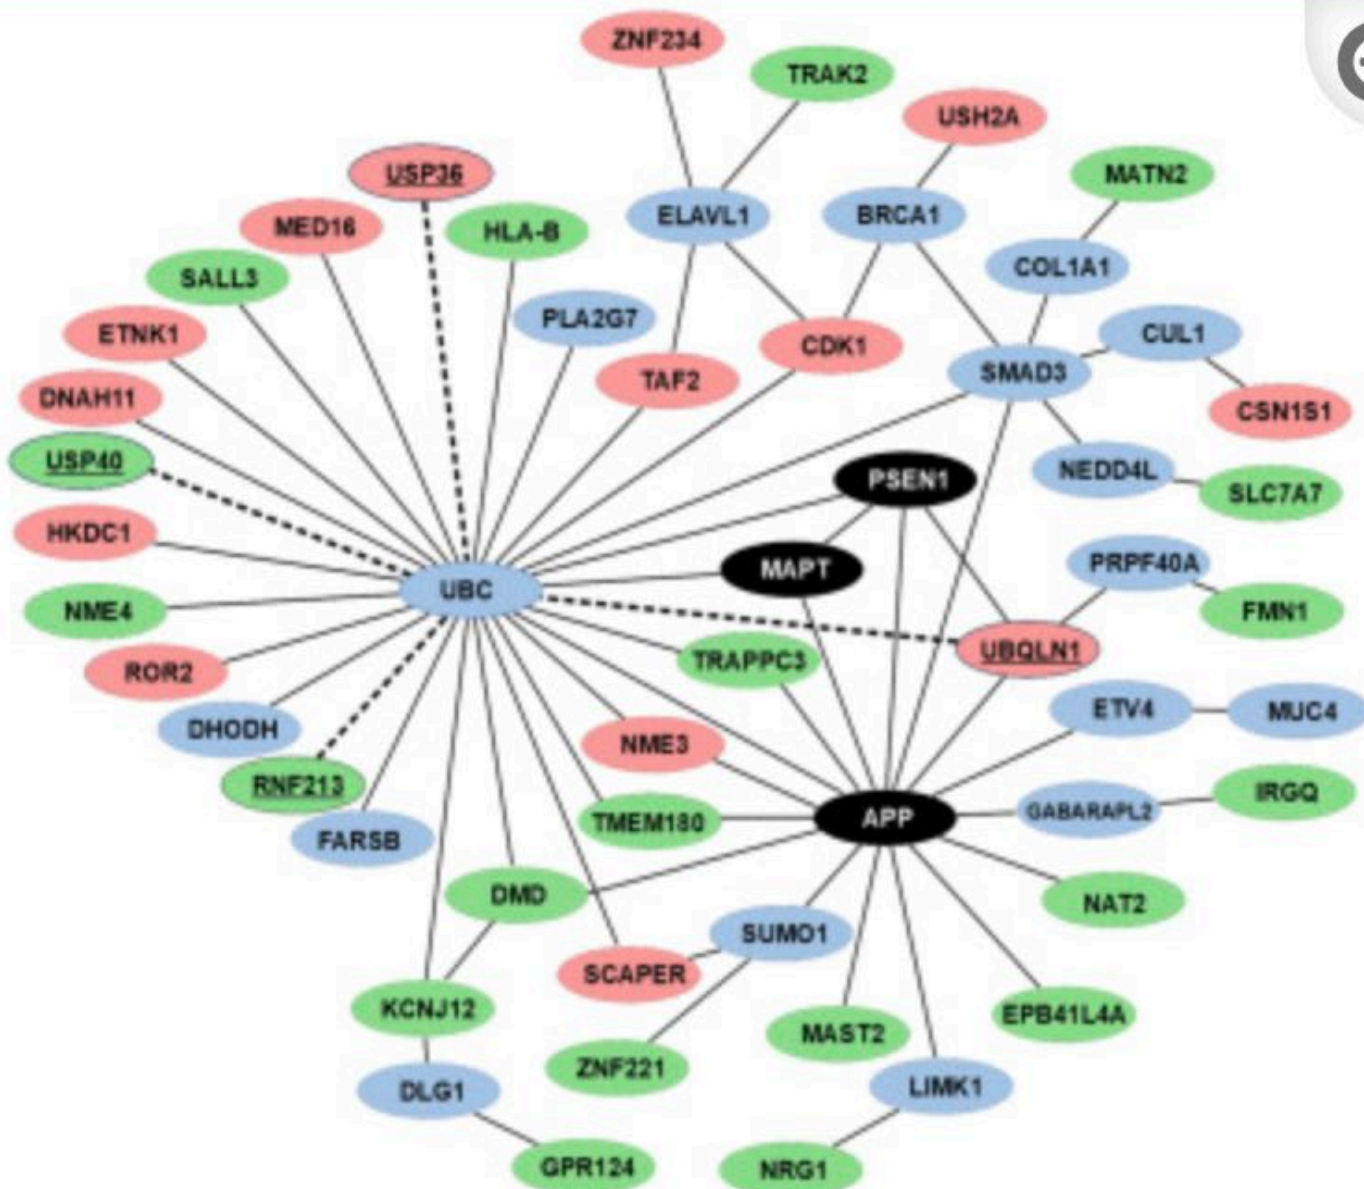 ZNF234
TRAK2
USH2A
USP36
MATN2
ELAVL1
BRCA1
MED16
HLA-B
SALL3
COL1A1
PLA2G7
ETNK1
CUL1
CDK1
TAF2
SMAD3
DNAH11
CSN1S1
USP40
PSEN1
NEDD4L
SLC7A7
HKDC1
MAPT
PRPF40A
UBC
NME4
FMN1
UBQLN1
TRAPPC3
ROR2
ETV4
MUC4
DHODH
NME3
RNF213
IRGQ
TMEM180
APP
GABARAPL2
FARSB
DMD
NAT2
SUMO1
SCAPER
KCNJ12
EPB41L4A
MAST2
ZNF221
DLG1
LIMK1
GPR124
NRG1